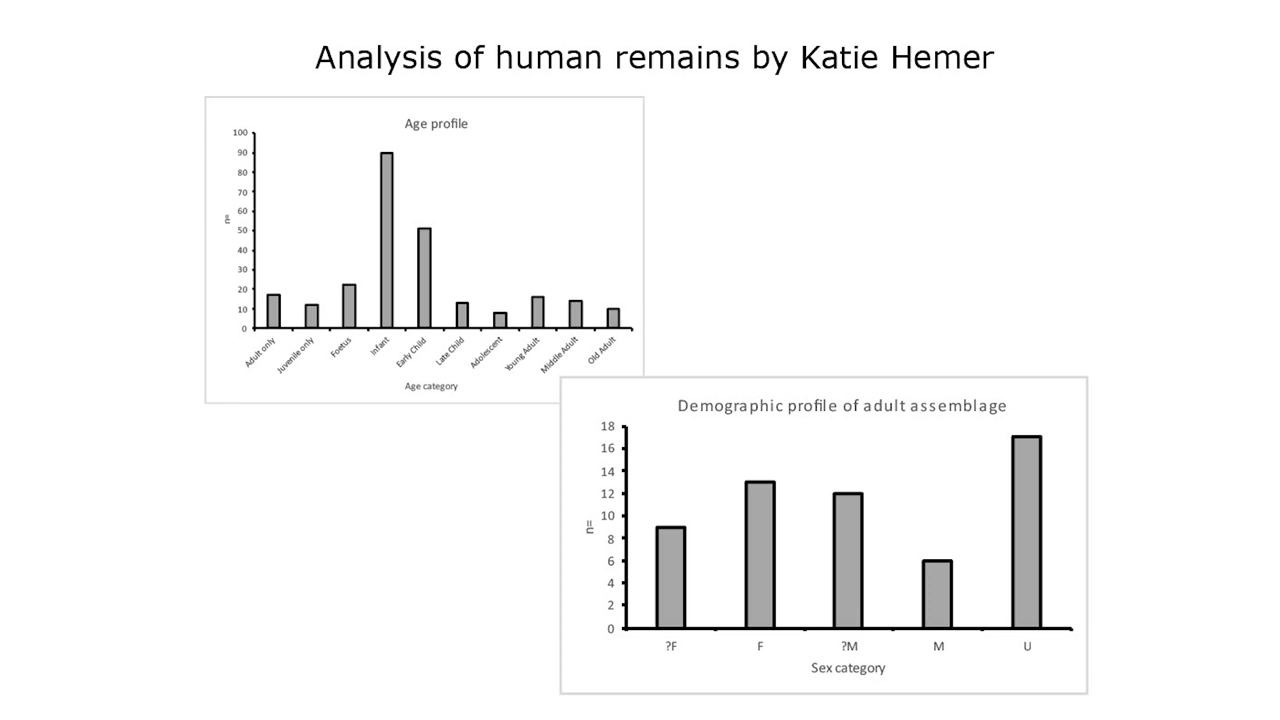 Analysis of human remains by Katie Hemer
Age profile
100
90
80
70
60
50
40
30
20
10
0
n=
Adult only
Juvenile only
Foetus
Infant
Early Child
Late Child
Adolescent
Young Adult
Middle Adult
Old Adult
Age category
Demographic profile of adult assemblage
18
16
14
12
10
8
6
4
2
0
n=
?F
F
?M
M
U
Sex category